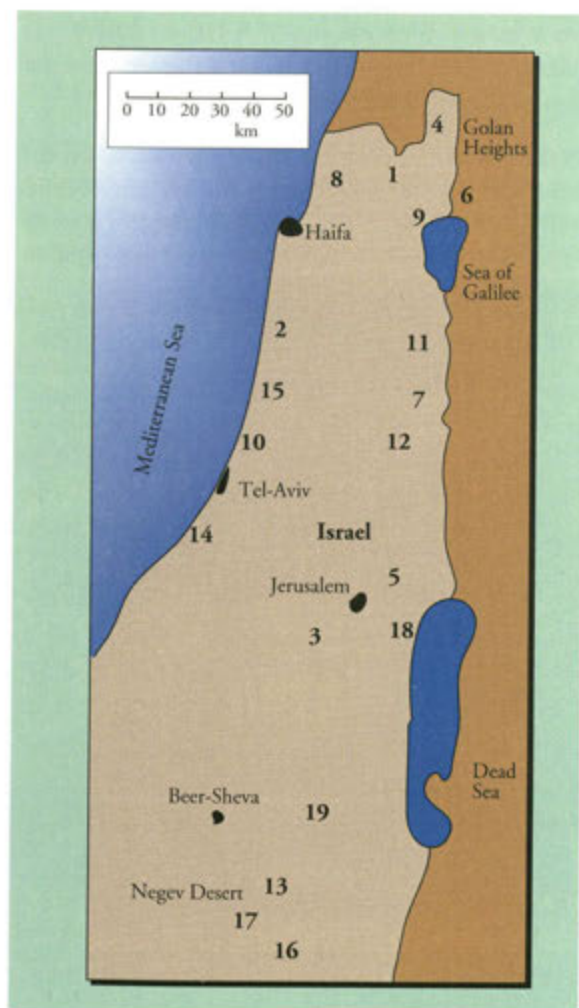 0 10 20 30 40 50
km
4
Golan
Heights
1
8
6
9
Haifa
Sea of
Galilee
2
11
Mediterranean Sea
15
7
10
12
Tel-Aviv
14
Israel
5
Jerusalem
3
18
Dead
Sea
Beer-Sheva
19
13
Negev Desert
17
16